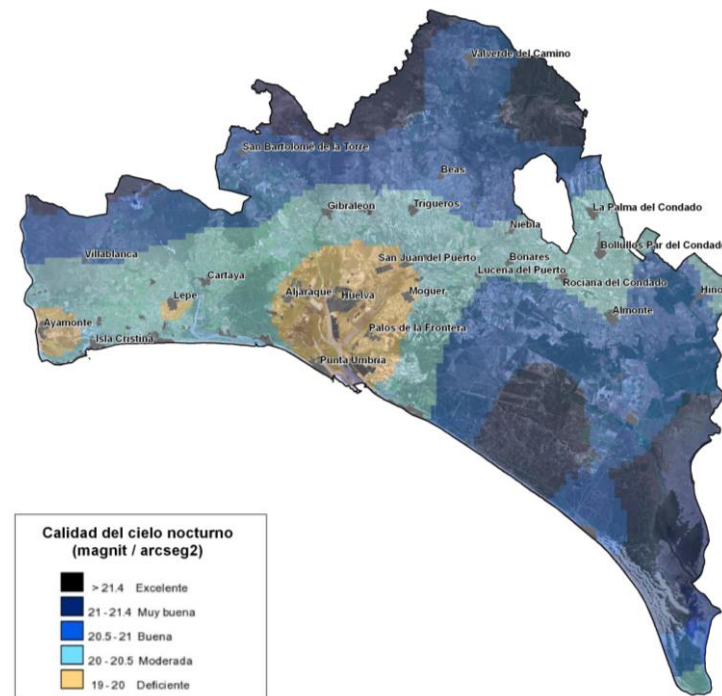 Valverde del Camino
San Bartolomé de la Torre
Beas
Gibraleon
Trigueros
La Palma del Condado
Niebla
Bollullos Par del Condado
Villablanca
San Juan del Puerto
Bonares
Lucena del Puerto
Cartaya
Rociana del Condado
Aljaraque
Huelva
Moguer
Lepe
Hino
Almonte
Ayamonte
Palos de la Frontera
Isla Cristina
Punta Umbria
Calidad del cielo nocturno
(magnit / arcseg2)
> 21.4 Excelente
21 - 21.4 Muy buena
20.5 - 21 Buena
20 - 20.5 Moderada
19 - 20 Deficiente